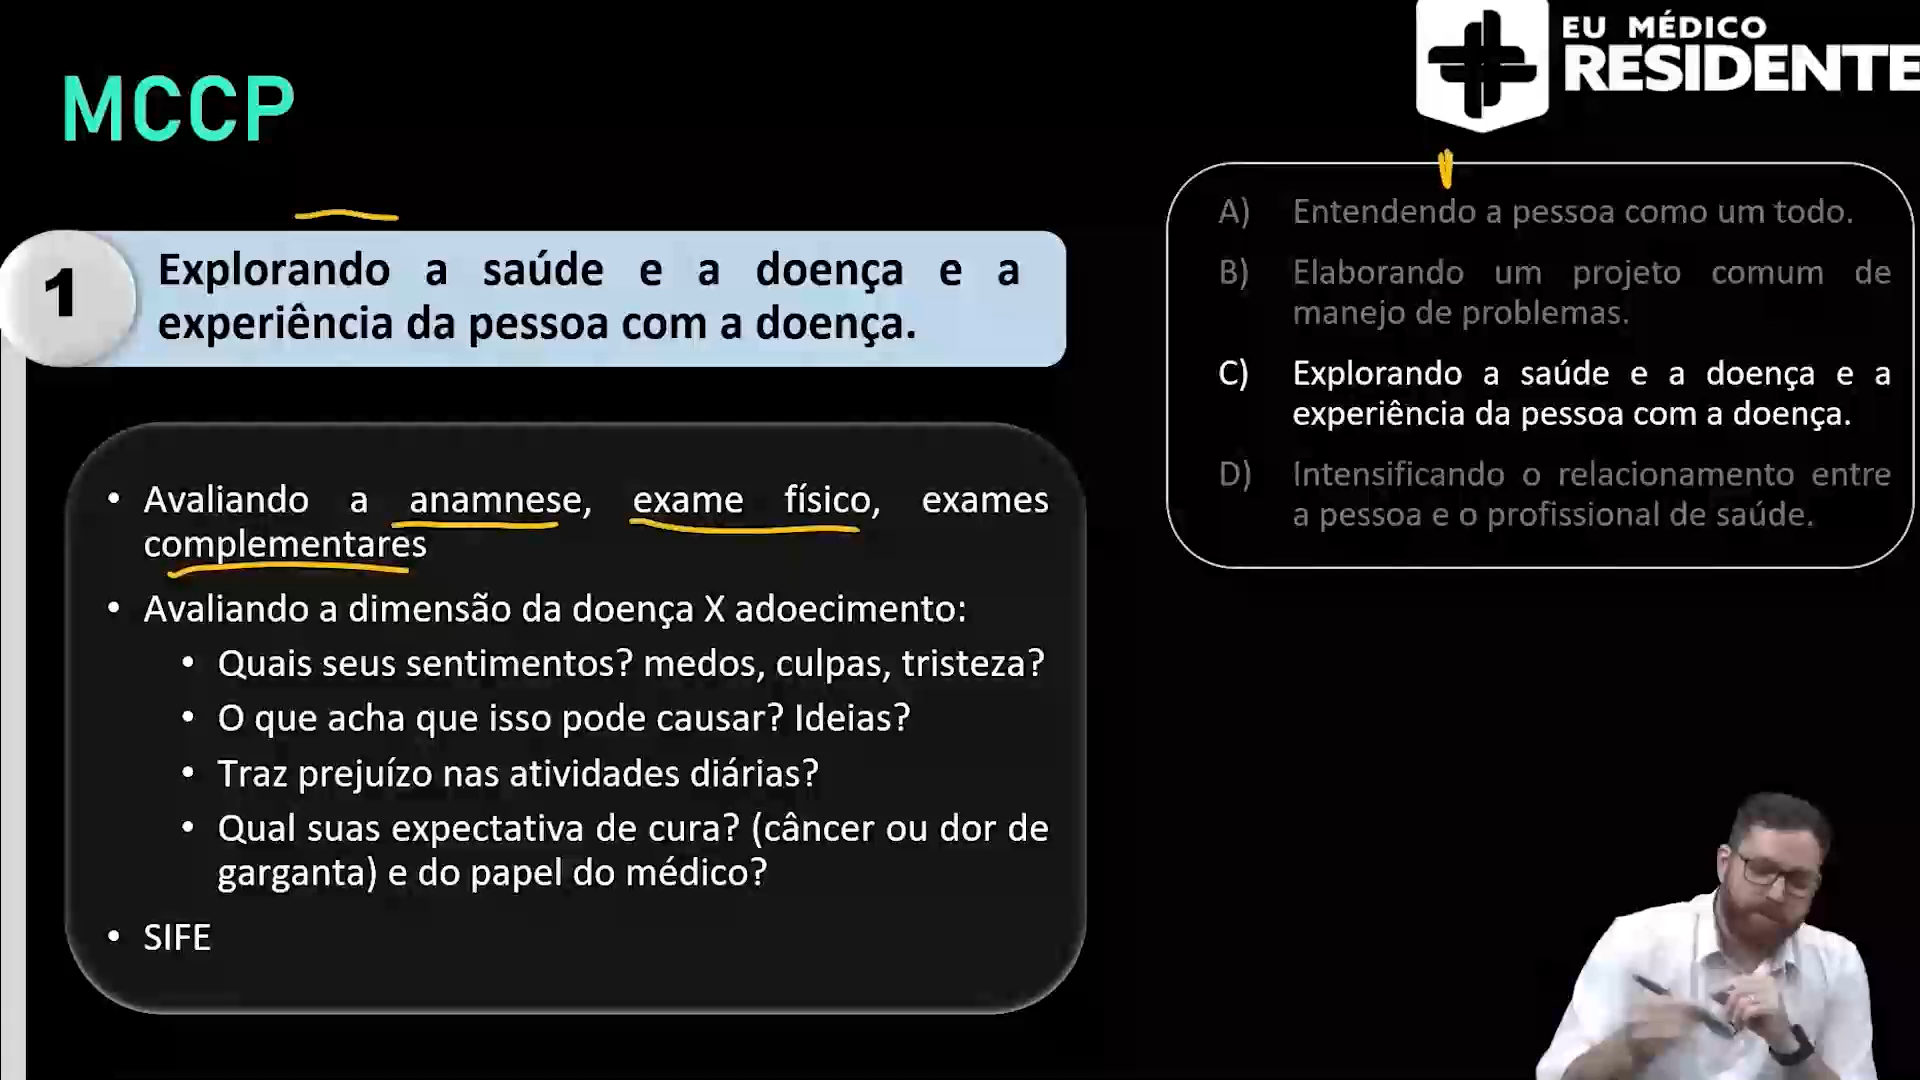 EU MÉDICO
RESIDENTE
MCCP
1
Explorando a saúde e a doença e a
experiência da pessoa com a doença.
• Avaliando a anamnese, exame físico, exames
complementares
• Avaliando a dimensão da doença X adoecimento:
• Quais seus sentimentos? medos, culpas, tristeza?
• O que acha que isso pode causar? Ideias?
• Traz prejuízo nas atividades diárias?
• Qual suas expectativa de cura? (câncer ou dor de
garganta) e do papel do médico?
• SIFE
A) Entendendo a pessoa como um todo.
B) Elaborando um projeto comum de
manejo de problemas.
C) Explorando a saúde e a doença e a
experiência da pessoa com a doença.
D) Intensificando o relacionamento entre
a pessoa e o profissional de saúde.